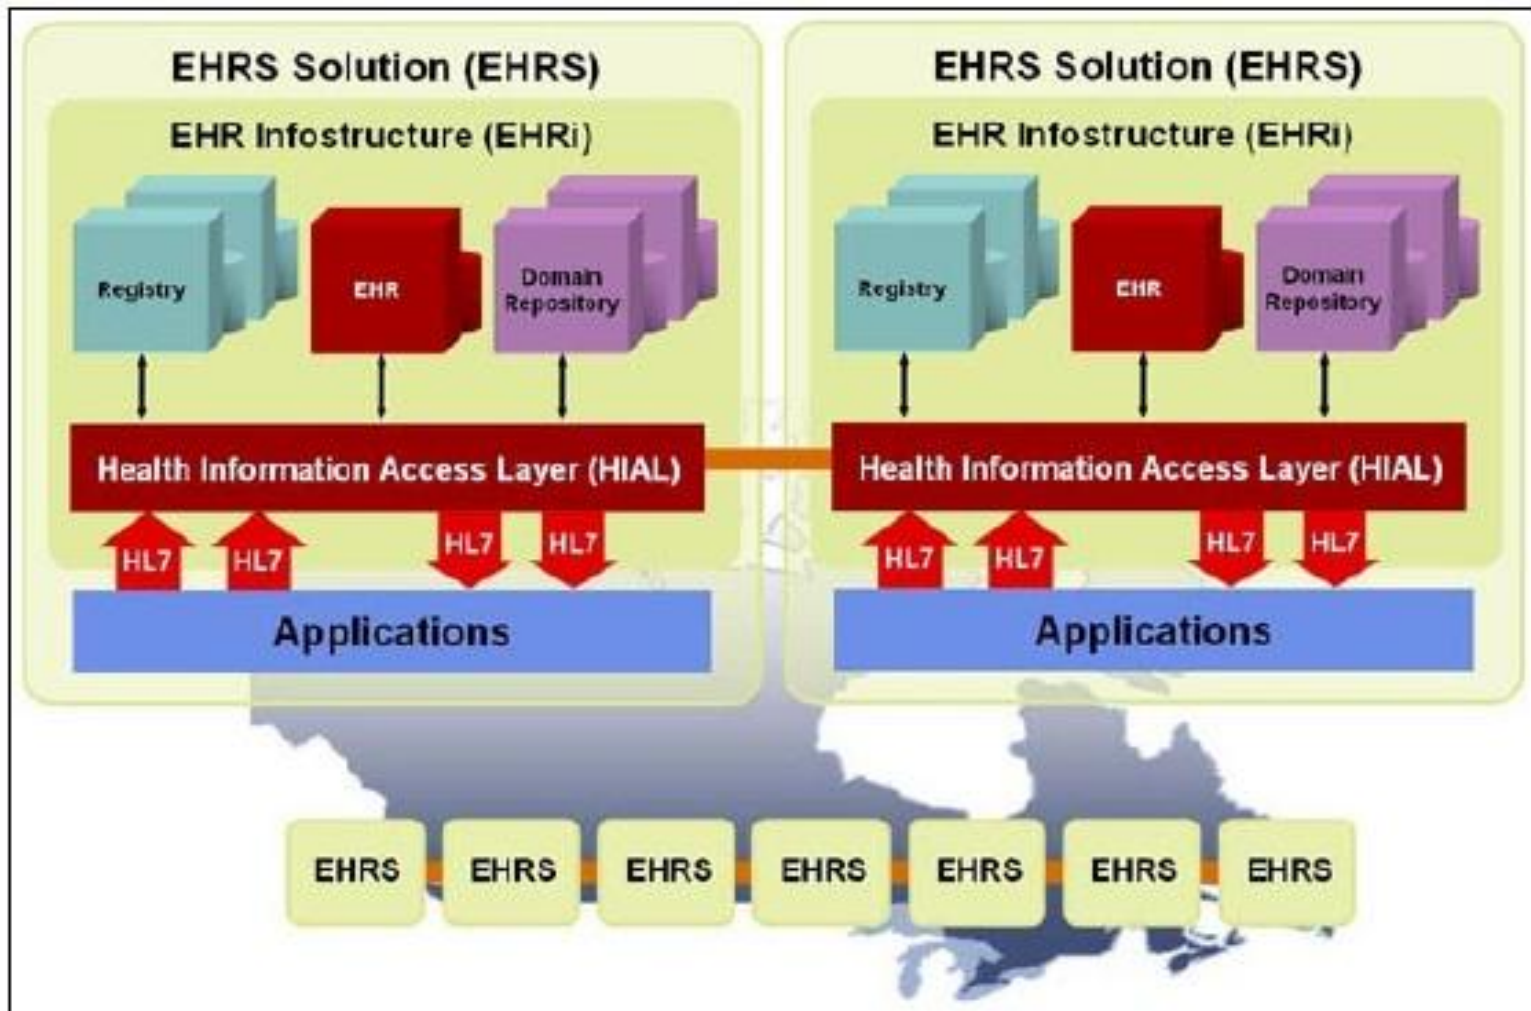 EHRS Solution (EHRS)
EHR Infostructure (EHRi)
Registry
EHR
Domain
Repository
Health Information Access Layer (HIAL)
HL7
HL7
HL7
HL7
Applications
EHRS Solution (EHRS)
EHR Infostructure (EHRi)
Registry
EHR
Domain
Repository
Health Information Access Layer (HIAL)
HL7
HL7
HL7
HL7
Applications
EHRS
EHRS
EHRS
EHRS
EHRS
EHRS
EHRS